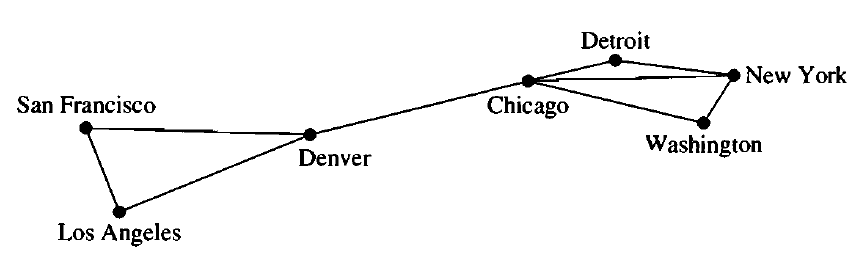 Detroit
New York
San Francisco
Chicago
Washington
Denver
Los Angeles